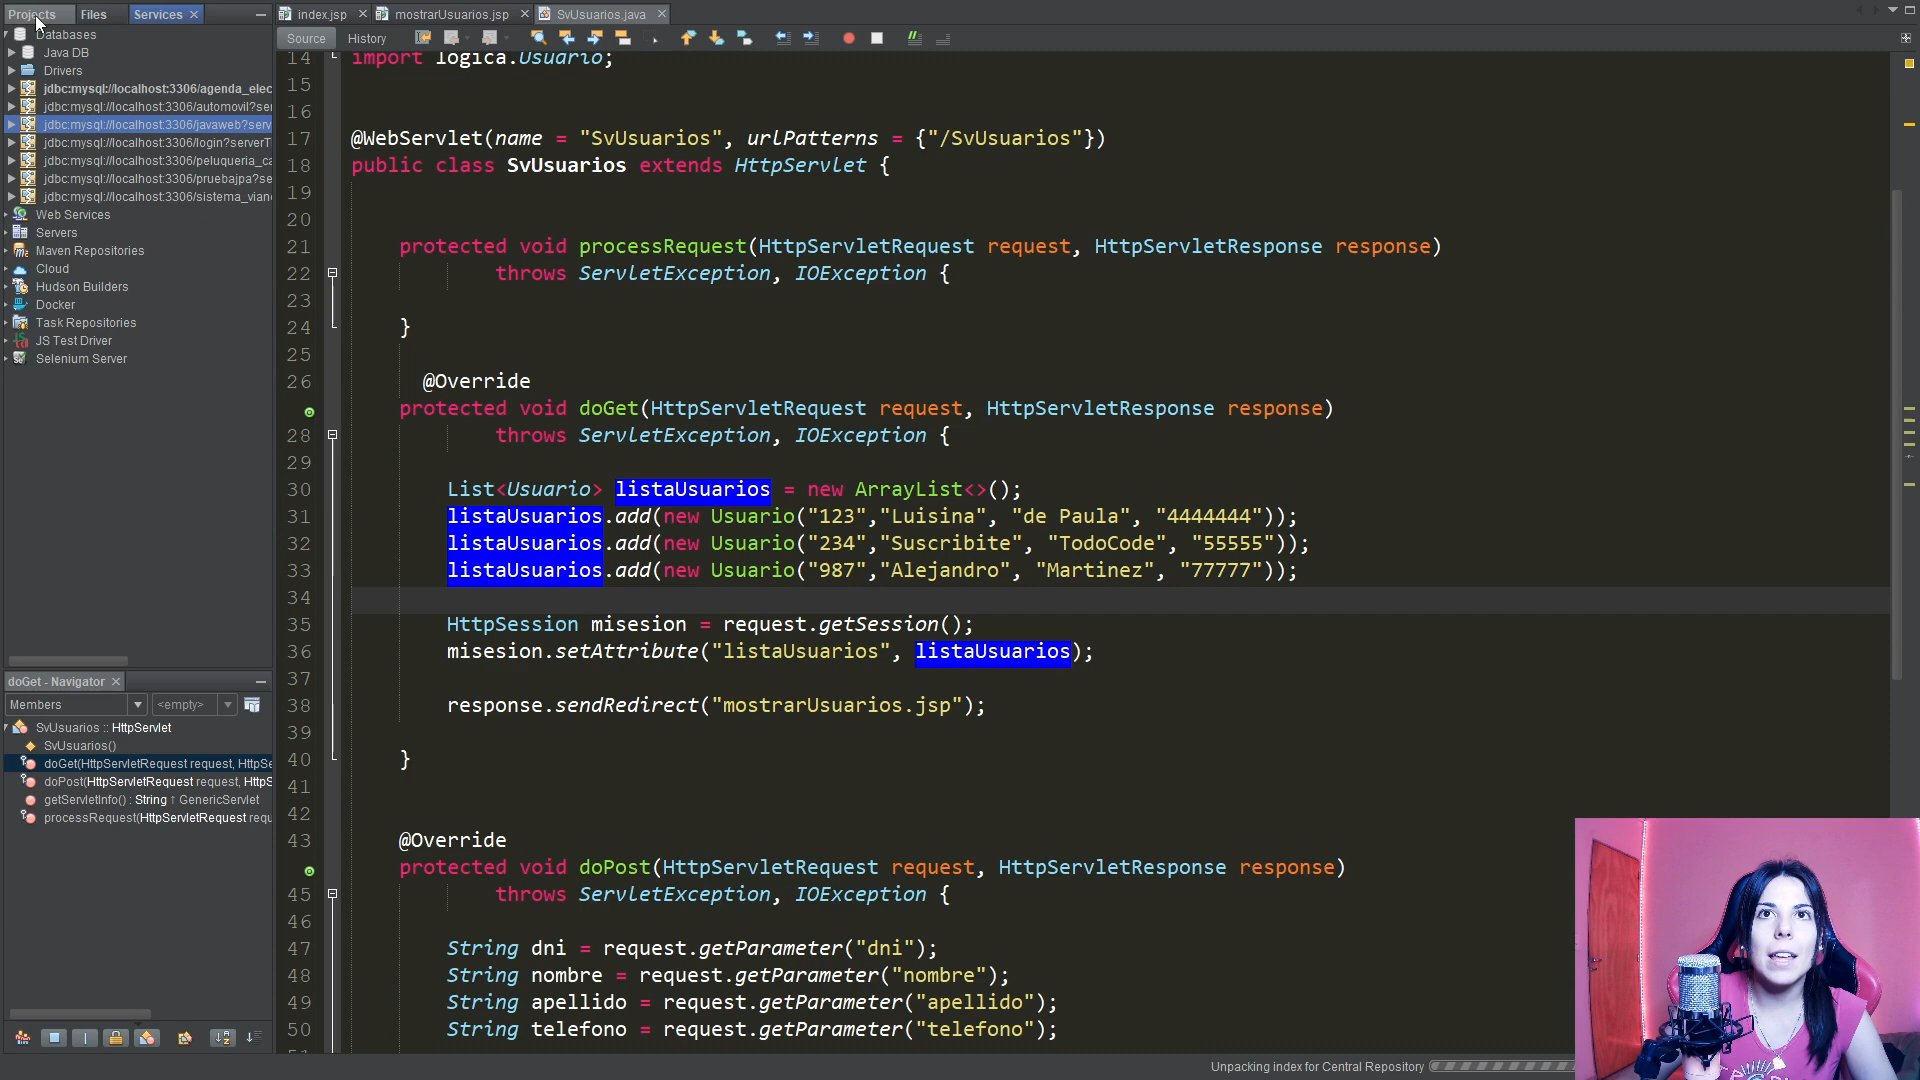 Projects Files Services
index.jsp mostrarUsuarios.jsp SvUsuarios.java
Source History
Databases
Java DB
Drivers
jdbc:mysql://localhost:3306/agenda_elec
jdbc:mysql://localhost:3306/automovil?ser
jdbc:mysql://localhost:3306/javaweb?serv
jdbc:mysql://localhost:3306/login?serverT
jdbc:mysql://localhost:3306/peluqueria_ca
jdbc:mysql://localhost:3306/pruebajpa?se
jdbc:mysql://localhost:3306/sistema_vian
Web Services
Servers
Maven Repositories
Cloud
Hudson Builders
Docker
Task Repositories
JS Test Driver
Selenium Server
doGet - Navigator
Members <empty>
SvUsuarios :: HttpServlet
SvUsuarios()
doGet(HttpServletRequest request, HttpSe
doPost(HttpServletRequest request, HttpS
getServletInfo() : String ↑ GenericServlet
processRequest(HttpServletRequest requ
14 import logica.Usuario;
15
16
17 @WebServlet(name = "SvUsuarios", urlPatterns = {"/SvUsuarios"})
18 public class SvUsuarios extends HttpServlet {
19
20
21 protected void processRequest(HttpServletRequest request, HttpServletResponse response)
22 throws ServletException, IOException {
23
24 }
25
26 @Override
protected void doGet(HttpServletRequest request, HttpServletResponse response)
28 throws ServletException, IOException {
29
30 List<Usuario> listaUsuarios = new ArrayList<>();
31 listaUsuarios.add(new Usuario("123","Luisina", "de Paula", "4444444"));
32 listaUsuarios.add(new Usuario("234","Suscribite", "TodoCode", "55555"));
33 listaUsuarios.add(new Usuario("987","Alejandro", "Martinez", "77777"));
34
35 HttpSession misesion = request.getSession();
36 misesion.setAttribute("listaUsuarios", listaUsuarios);
37
38 response.sendRedirect("mostrarUsuarios.jsp");
39
40 }
41
42
43 @Override
protected void doPost(HttpServletRequest request, HttpServletResponse response)
45 throws ServletException, IOException {
46
47 String dni = request.getParameter("dni");
48 String nombre = request.getParameter("nombre");
49 String apellido = request.getParameter("apellido");
50 String telefono = request.getParameter("telefono");
Unpacking index for Central Repository